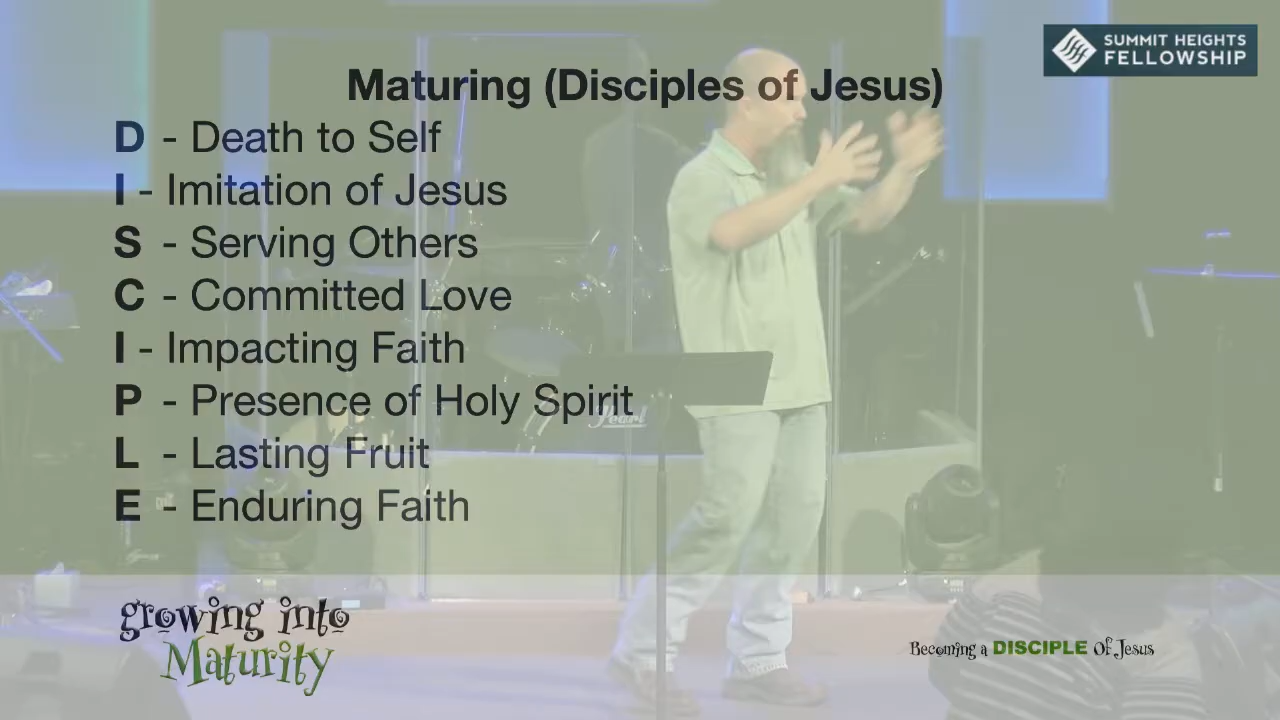 SUMMIT HEIGHTS
FELLOWSHIP
Maturing (Disciples of Jesus)
D - Death to Self
I - Imitation of Jesus
S - Serving Others
C - Committed Love
I - Impacting Faith
P - Presence of Holy Spirit
Pearl
L - Lasting Fruit
E - Enduring Faith
growing into
Maturity
Becoming a DISCIPLE Of Jesus